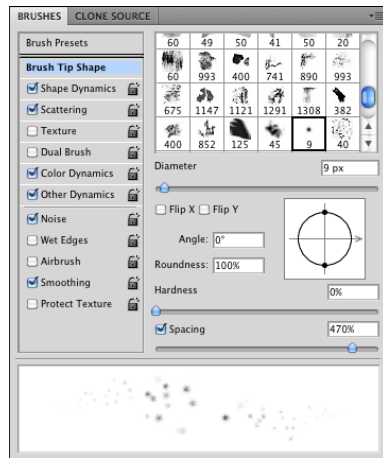 BRUSHES CLONE SOURCE
Brush Presets
Brush Tip Shape
Shape Dynamics
Scattering
Texture
Dual Brush
Color Dynamics
Other Dynamics
Noise
Wet Edges
Airbrush
Smoothing
Protect Texture
60 49 50 41 50 20
60 993 400 741 890 993
675 1147 1121 1291 1308 382
400 852 125 45 9 40
Diameter 9 px
Flip X Flip Y
Angle: 0°
Roundness: 100%
Hardness 0%
Spacing 470%